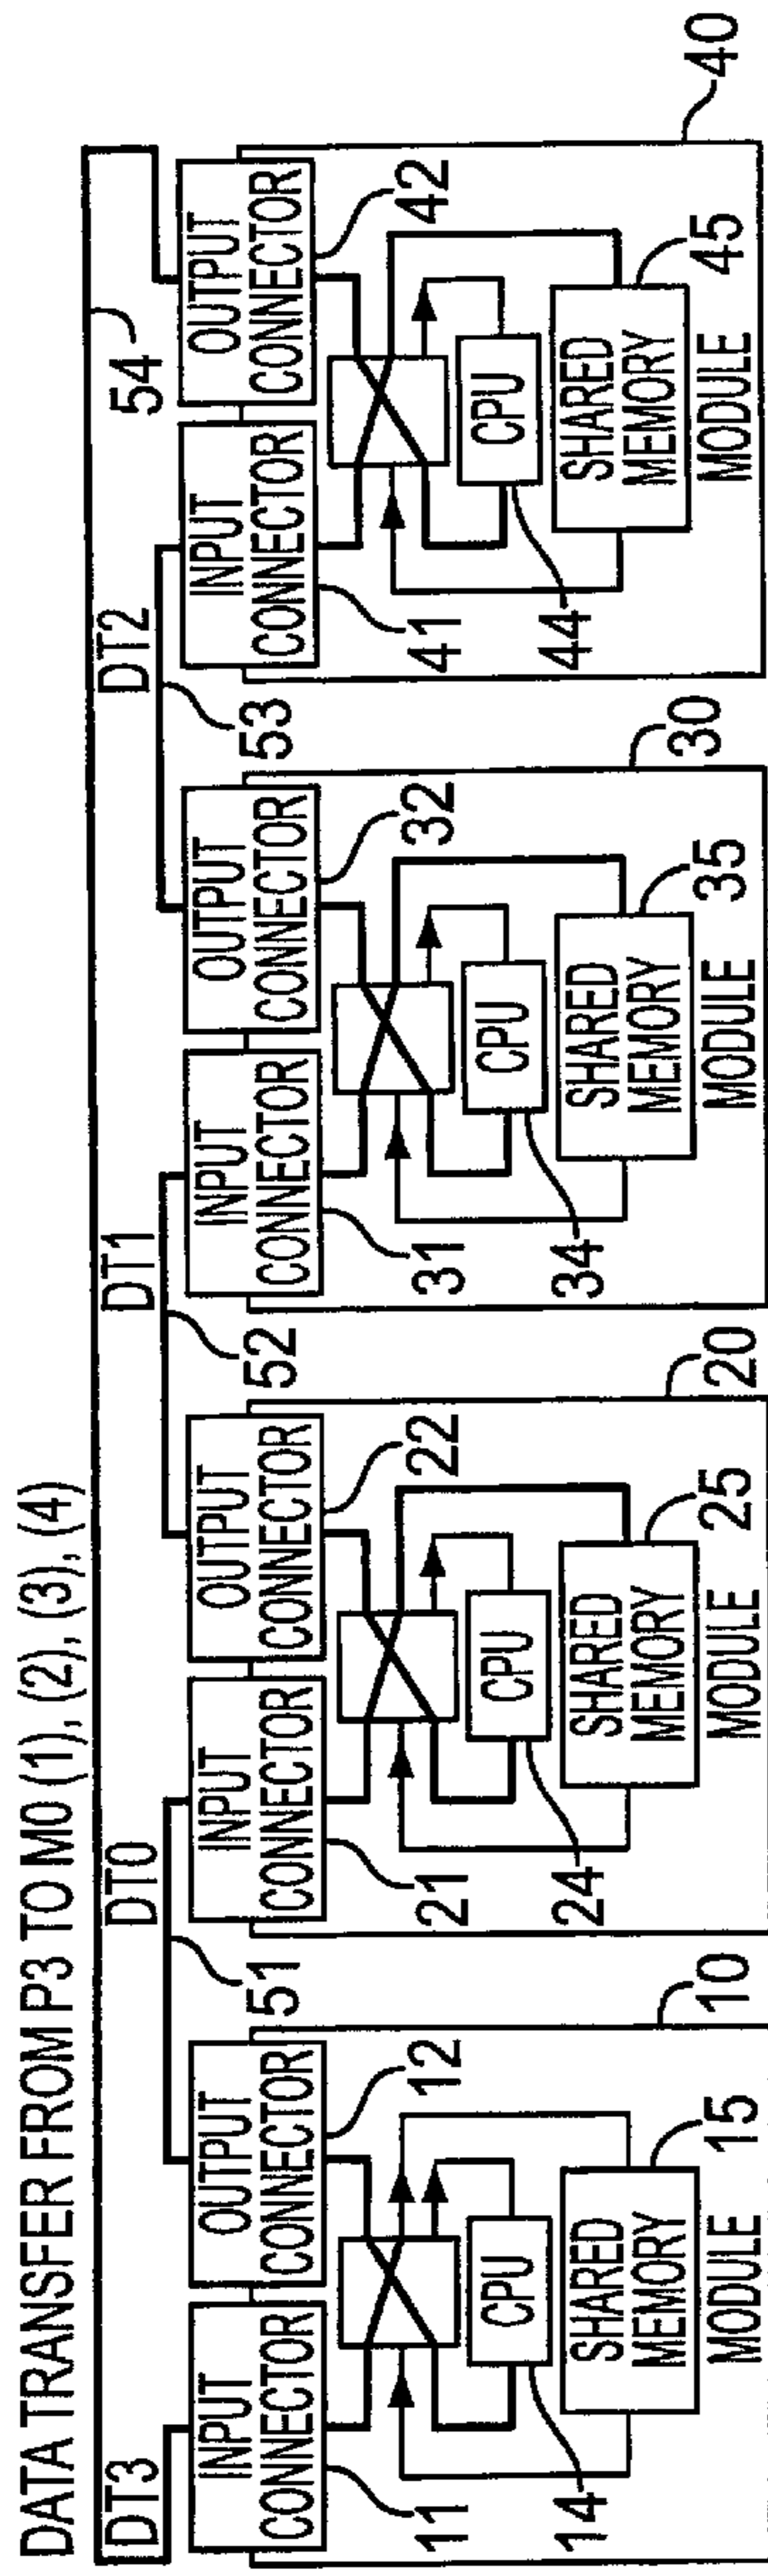 DATA TRANSFER FROM P3 TO M0 (1), (2), (3), (4)
54
DT3
DT0
DT1
DT2
51
52
53
INPUT
CONNECTOR
OUTPUT
CONNECTOR
11
12
CPU
14
SHARED
MEMORY
15
MODULE
10
INPUT
CONNECTOR
OUTPUT
CONNECTOR
21
22
CPU
24
SHARED
MEMORY
25
MODULE
20
INPUT
CONNECTOR
OUTPUT
CONNECTOR
31
32
CPU
34
SHARED
MEMORY
35
MODULE
30
INPUT
CONNECTOR
OUTPUT
CONNECTOR
41
42
CPU
44
SHARED
MEMORY
45
MODULE
40